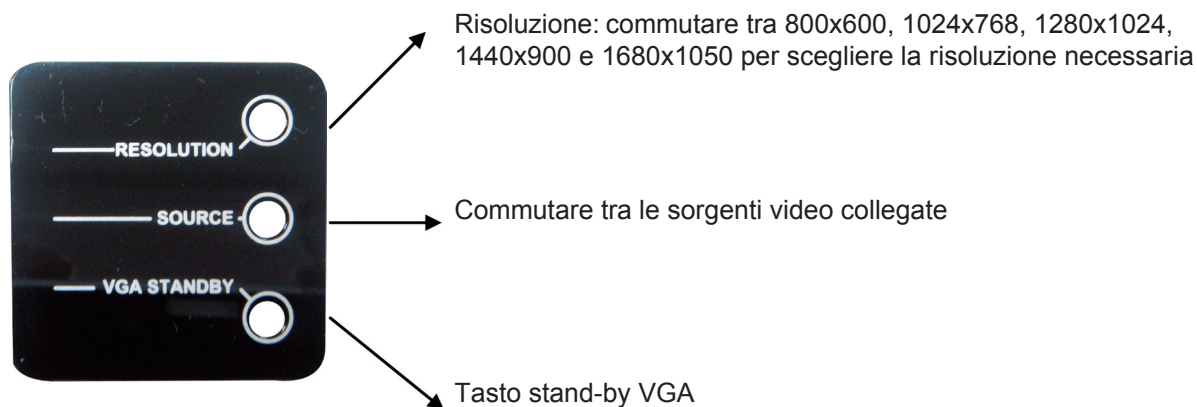 Risoluzione: commutare tra 800x600, 1024x768, 1280x1024,
1440x900 e 1680x1050 per scegliere la risoluzione necessaria
RESOLUTION
SOURCE
Commutare tra le sorgenti video collegate
VGA STANDBY
Tasto stand-by VGA